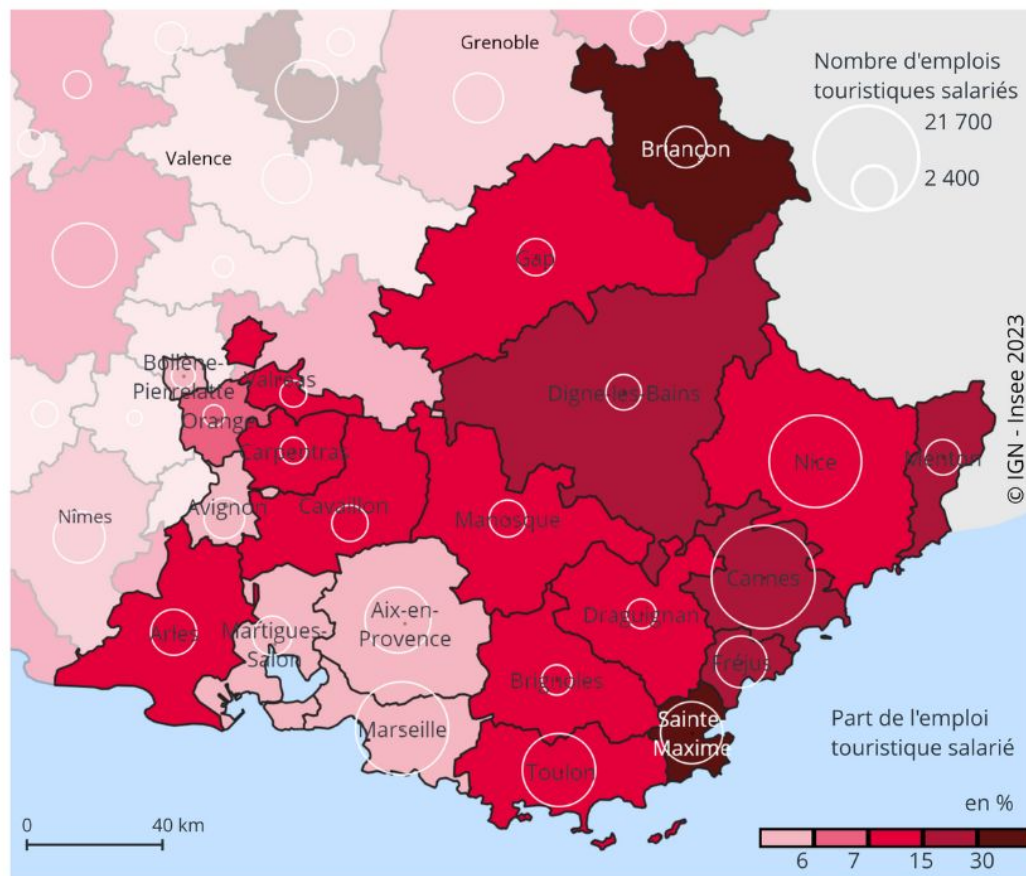 Grenoble
Nombre d'emplois
touristiques salariés
21 700
2 400
Valence
Briançon
Gap
© IGN - Insee 2023
Bollène-
Pierrelatte
Valréas
Orange
Digne-les-Bains
Carpentras
Nice
Menton
Nîmes
Avignon
Cavaillon
Manosque
Cannes
Aix-en-
Provence
Draguignan
Arles
Martigues-
Salon
Fréjus
Brignoles
Marseille
Sainte-
Maxime
Toulon
Part de l'emploi
touristique salarié
en %
0
40 km
6
7
15
30